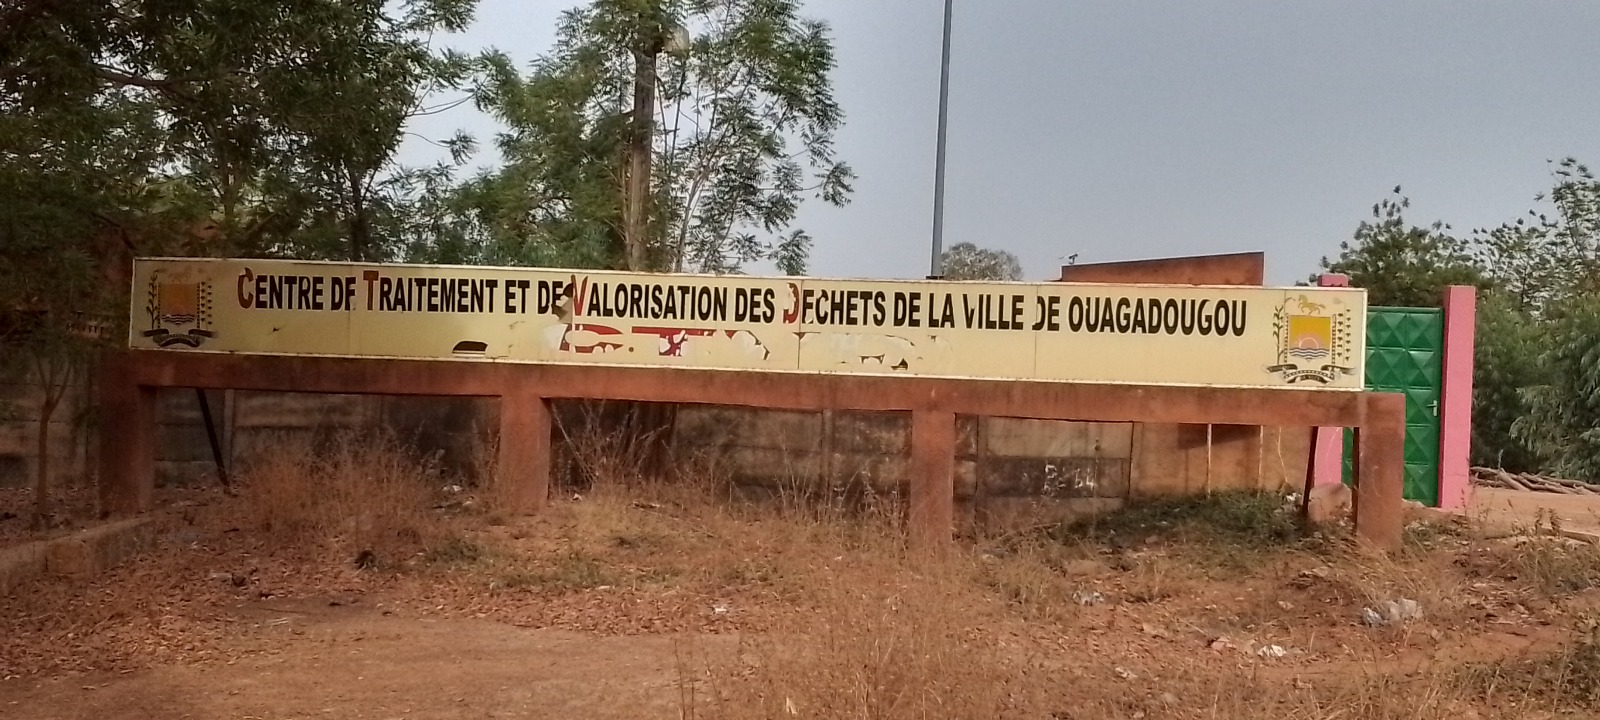 CENTRE DE TRAITEMENT ET DE VALORISATION DES DECHETS DE LA VILLE DE OUAGADOUGOU